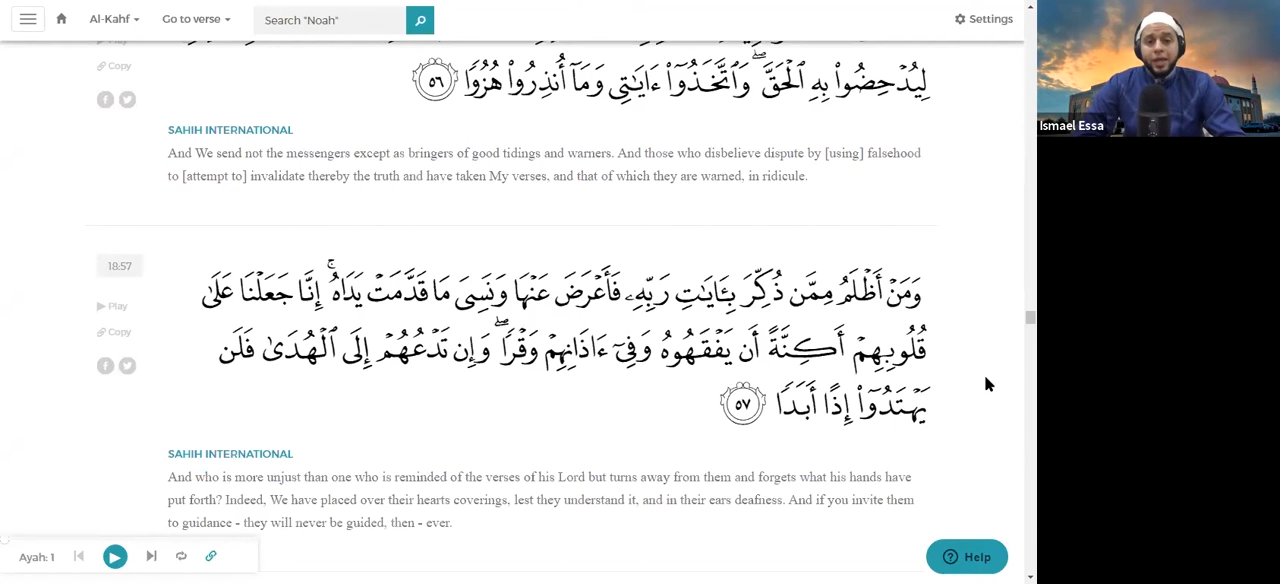 Al-Kahf
Go to verse
Search "Noah"
Settings
Copy
لِيُدْحِضُوا۟ بِهِ ٱلْحَقَّ ۖ وَٱتَّخَذُوٓا۟ ءَايَـٰتِى وَمَآ أُنذِرُوا۟ هُزُوًا ٥٦
SAHIH INTERNATIONAL
And We send not the messengers except as bringers of good tidings and warners. And those who disbelieve dispute by [using] falsehood
to [attempt to] invalidate thereby the truth and have taken My verses, and that of which they are warned, in ridicule.
18:57
Play
Copy
وَمَنْ أَظْلَمُ مِمَّن ذُكِّرَ بِـَٔايَـٰتِ رَبِّهِۦ فَأَعْرَضَ عَنْهَا وَنَسِىَ مَا قَدَّمَتْ يَدَاهُ ۚ إِنَّا جَعَلْنَا عَلَىٰ
قُلُوبِهِمْ أَكِنَّةً أَن يَفْقَهُوهُ وَفِىٓ ءَاذَانِهِمْ وَقْرًا ۖ وَإِن تَدْعُهُمْ إِلَى ٱلْهُدَىٰ فَلَن
يَهْتَدُوٓا۟ إِذًا أَبَدًا ٥٧
SAHIH INTERNATIONAL
And who is more unjust than one who is reminded of the verses of his Lord but turns away from them and forgets what his hands have
put forth? Indeed, We have placed over their hearts coverings, lest they understand it, and in their ears deafness. And if you invite them
to guidance - they will never be guided, then - ever.
Ayah: 1
Help
Ismael Essa